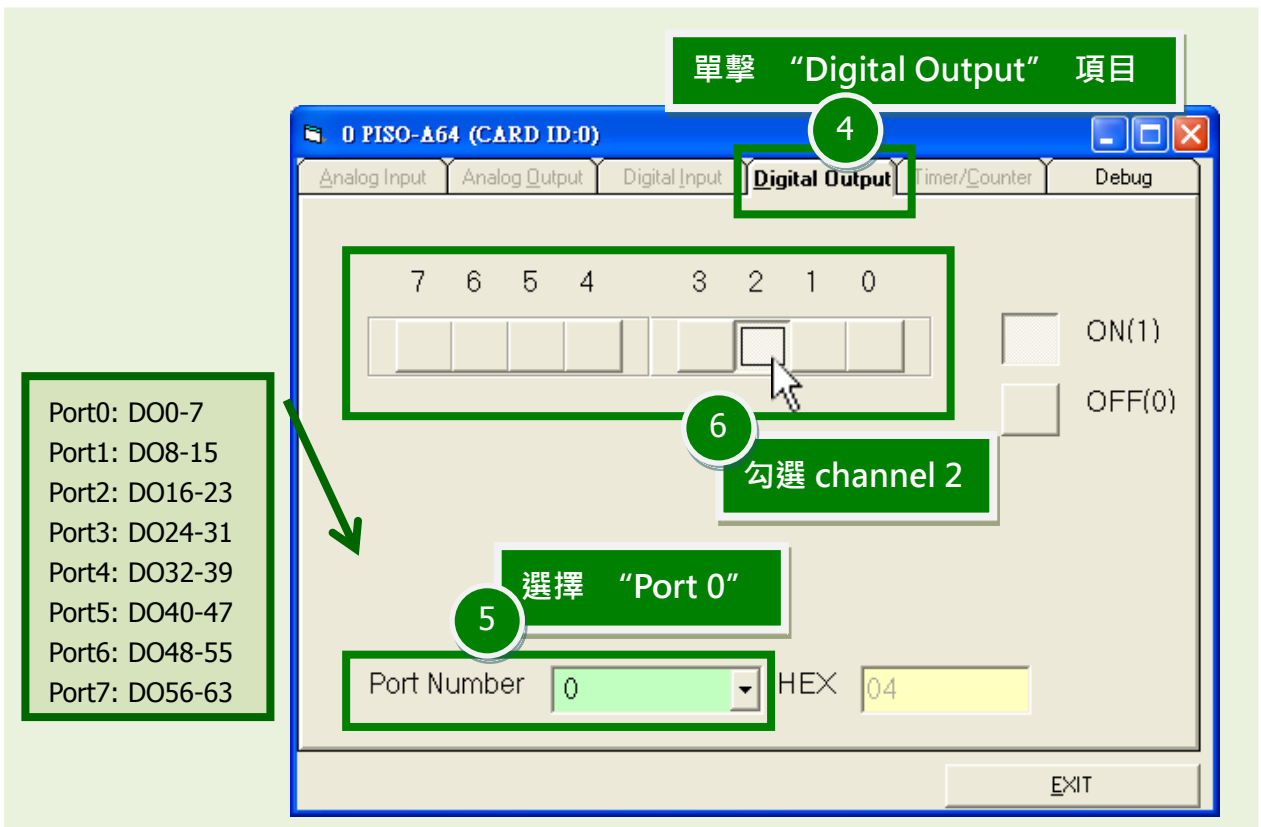 單擊 “Digital Output” 項目
4
0 PISO-A64 (CARD ID:0)
Analog Input Analog Output Digital Input Digital Output Timer/Counter Debug
7 6 5 4 3 2 1 0
ON(1)
OFF(0)
6
勾選 channel 2
Port0: DO0-7
Port1: DO8-15
Port2: DO16-23
Port3: DO24-31
Port4: DO32-39
Port5: DO40-47
Port6: DO48-55
Port7: DO56-63
選擇 “Port 0”
5
Port Number 0 HEX 04
EXIT